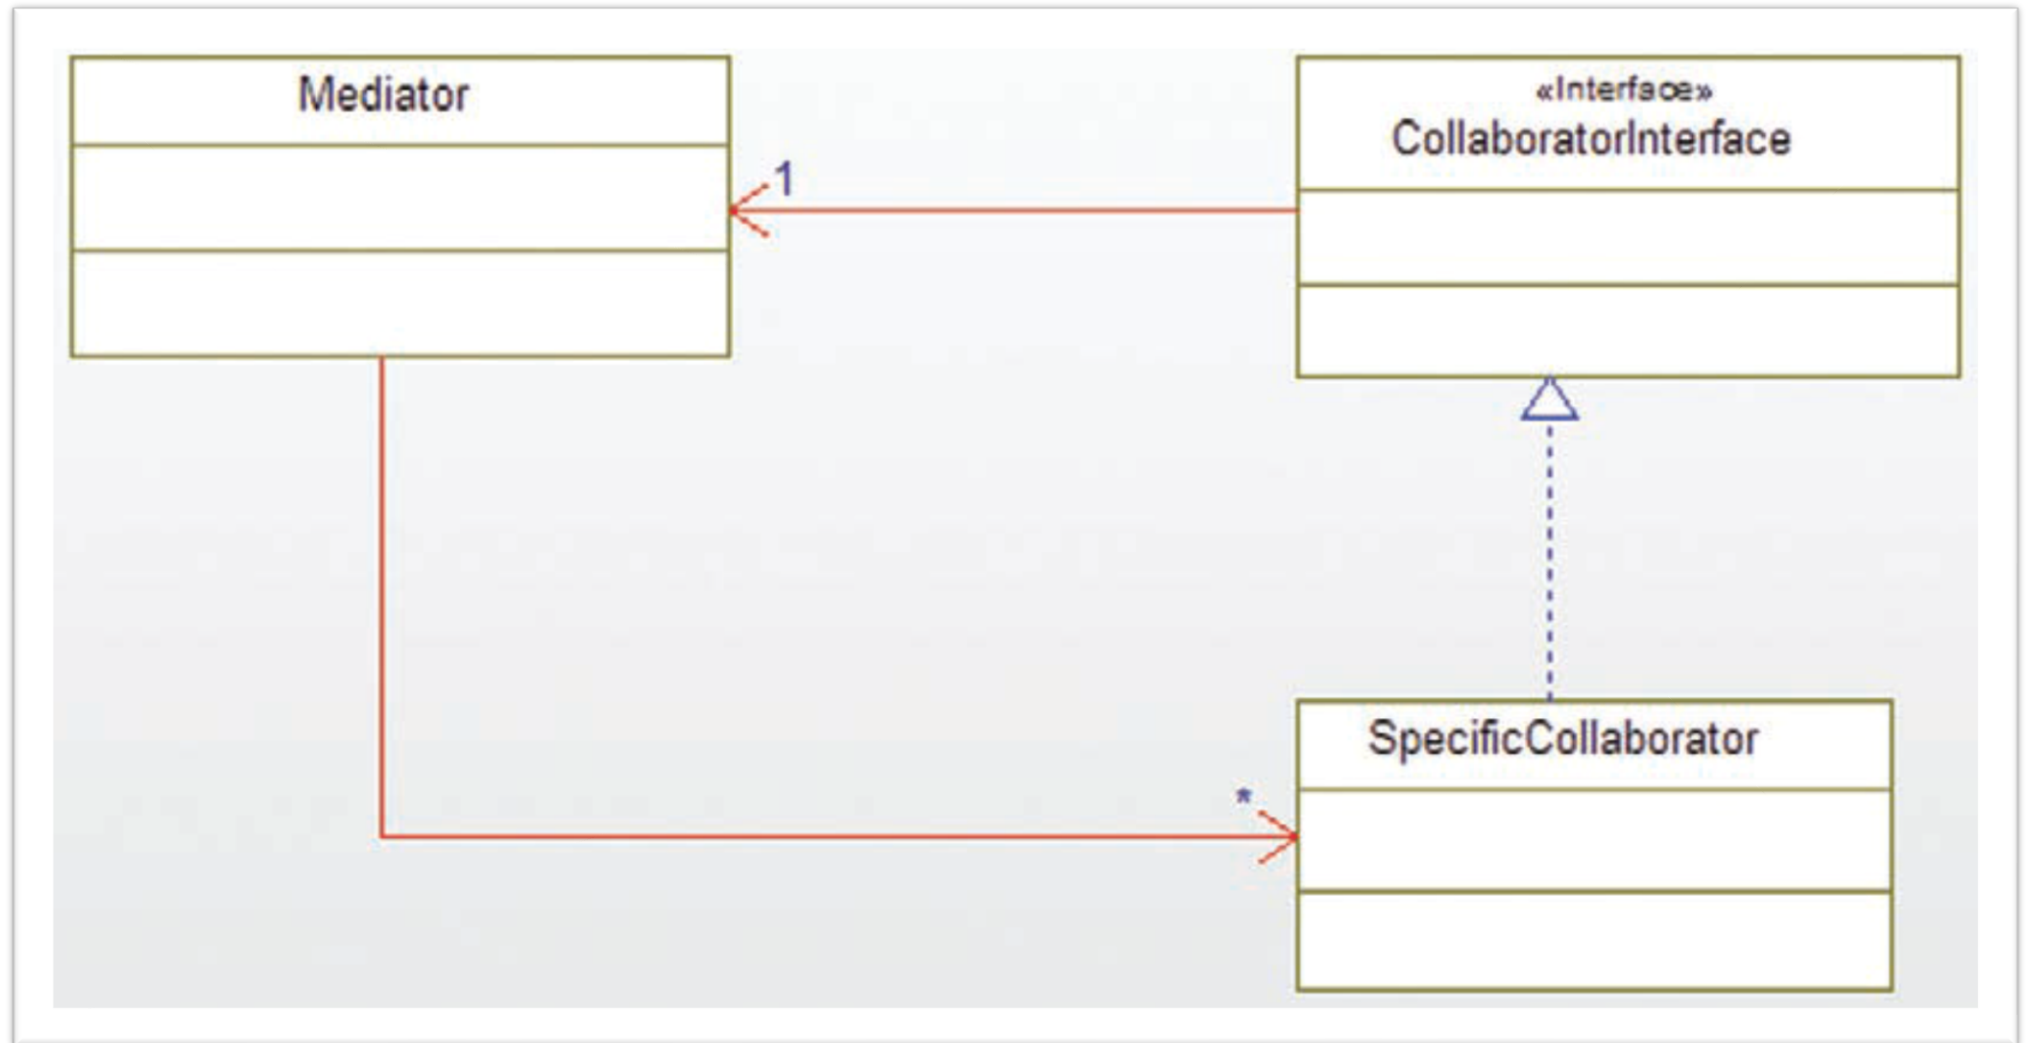 Mediator
«Interface»
CollaboratorInterface
1
SpecificCollaborator
*